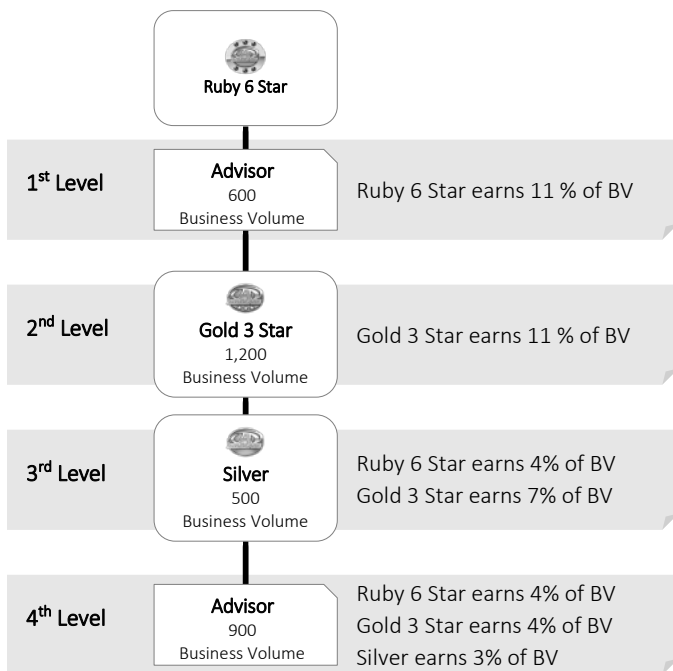 Ruby 6 Star
1st Level
Advisor
600
Business Volume
Ruby 6 Star earns 11 % of BV
2nd Level
Gold 3 Star
1,200
Business Volume
Gold 3 Star earns 11 % of BV
3rd Level
Silver
500
Business Volume
Ruby 6 Star earns 4% of BV
Gold 3 Star earns 7% of BV
4th Level
Advisor
900
Business Volume
Ruby 6 Star earns 4% of BV
Gold 3 Star earns 4% of BV
Silver earns 3% of BV